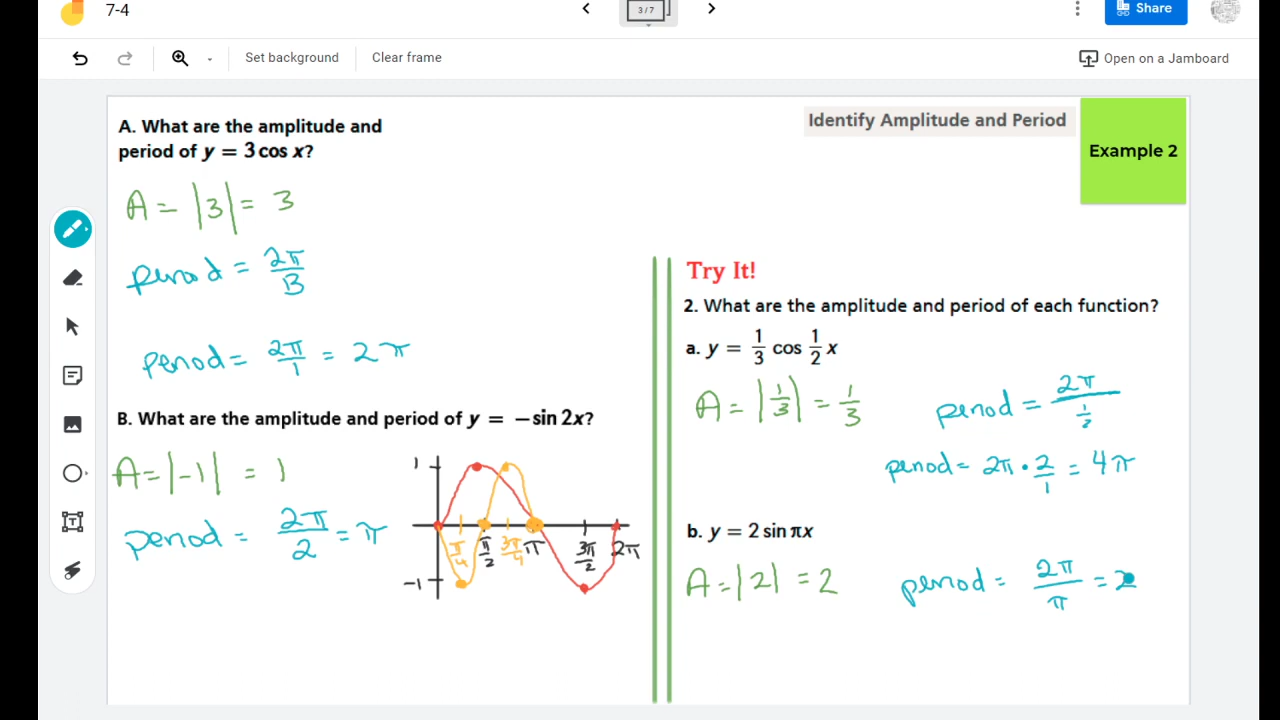 7-4
3 / 7
Share
Set background
Clear frame
Open on a Jamboard
A. What are the amplitude and
period of y = 3 cos x?
A = |3| = 3
period = 2π/B
period = 2π/1 = 2π
B. What are the amplitude and period of y = −sin 2x?
A = |-1| = 1
period = 2π/2 = π
1
-1
π/4
π/2
3π/4
π
3π/2
2π
Identify Amplitude and Period
Example 2
Try It!
2. What are the amplitude and period of each function?
a. y = 1/3 cos 1/2 x
A = |1/3| = 1/3
period = 2π/(1/2)
period = 2π • 2/1 = 4π
b. y = 2 sin πx
A = |2| = 2
period = 2π/π = 2